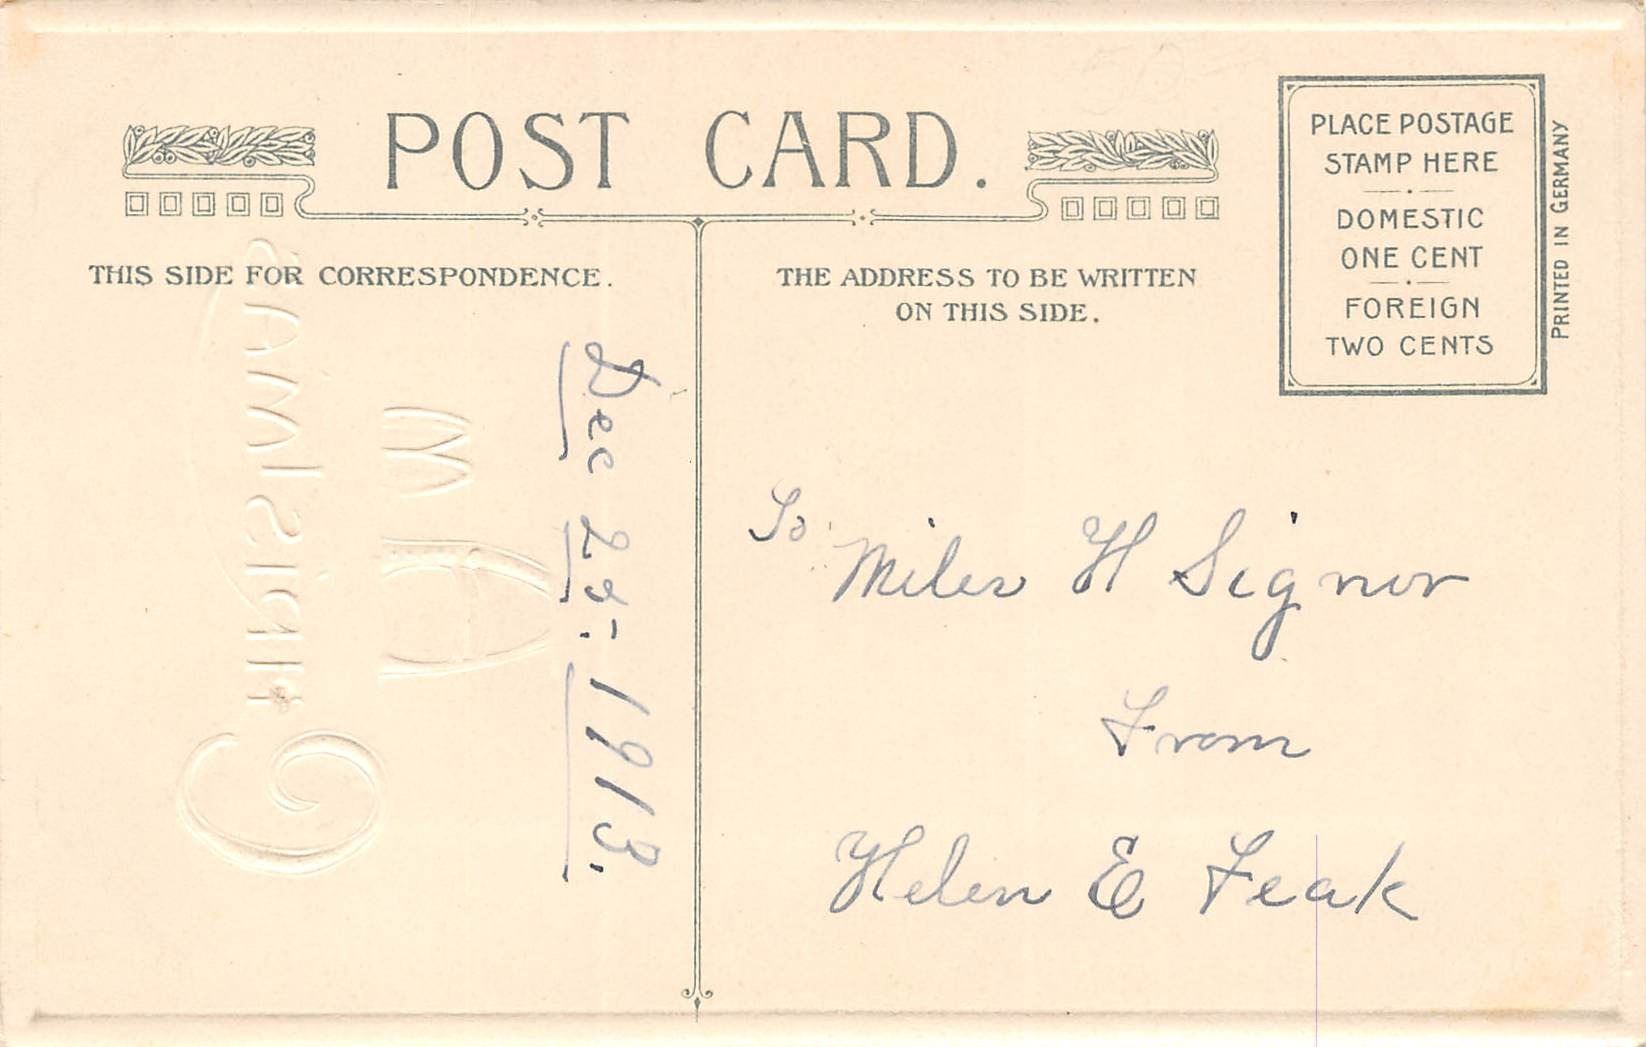 POST CARD.
THIS SIDE FOR CORRESPONDENCE.
THE ADDRESS TO BE WRITTEN
ON THIS SIDE.
PLACE POSTAGE
STAMP HERE
DOMESTIC
ONE CENT
FOREIGN
TWO CENTS
PRINTED IN GERMANY
Dec 25: 1913.
To
Miles H Signor
From
Helen E Feak